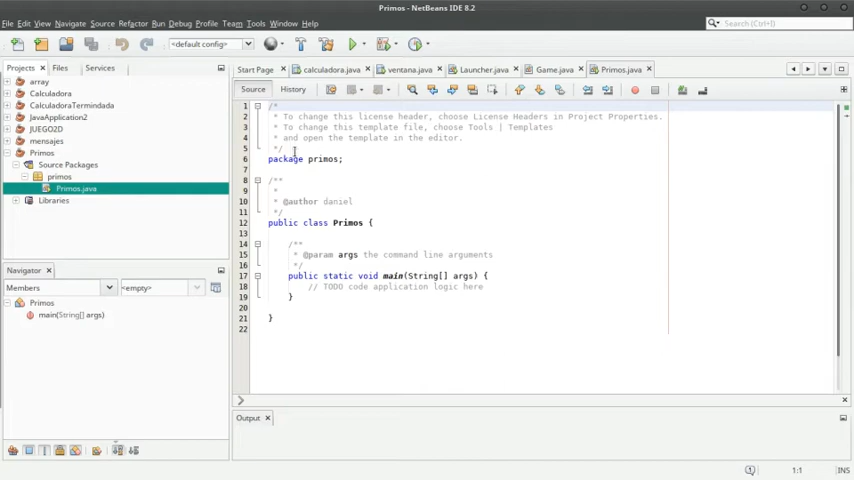 Primos - NetBeans IDE 8.2
File Edit View Navigate Source Refactor Run Debug Profile Team Tools Window Help
Search (Ctrl+I)
<default config>
Projects Files Services
array
Calculadora
CalculadoraTermindada
JavaApplication2
JUEGO2D
mensajes
Primos
Source Packages
primos
Primos.java
Libraries
Navigator
Members <empty>
Primos
main(String[] args)
Start Page calculadora.java ventana.java Launcher.java Game.java Primos.java
Source History
1 /*
2 * To change this license header, choose License Headers in Project Properties.
3 * To change this template file, choose Tools | Templates
4 * and open the template in the editor.
5 */
6 package primos;
7
8 /**
9 *
10 * @author daniel
11 */
12 public class Primos {
13
14 /**
15 * @param args the command line arguments
16 */
17 public static void main(String[] args) {
18 // TODO code application logic here
19 }
20
21 }
22
Output
1:1 INS